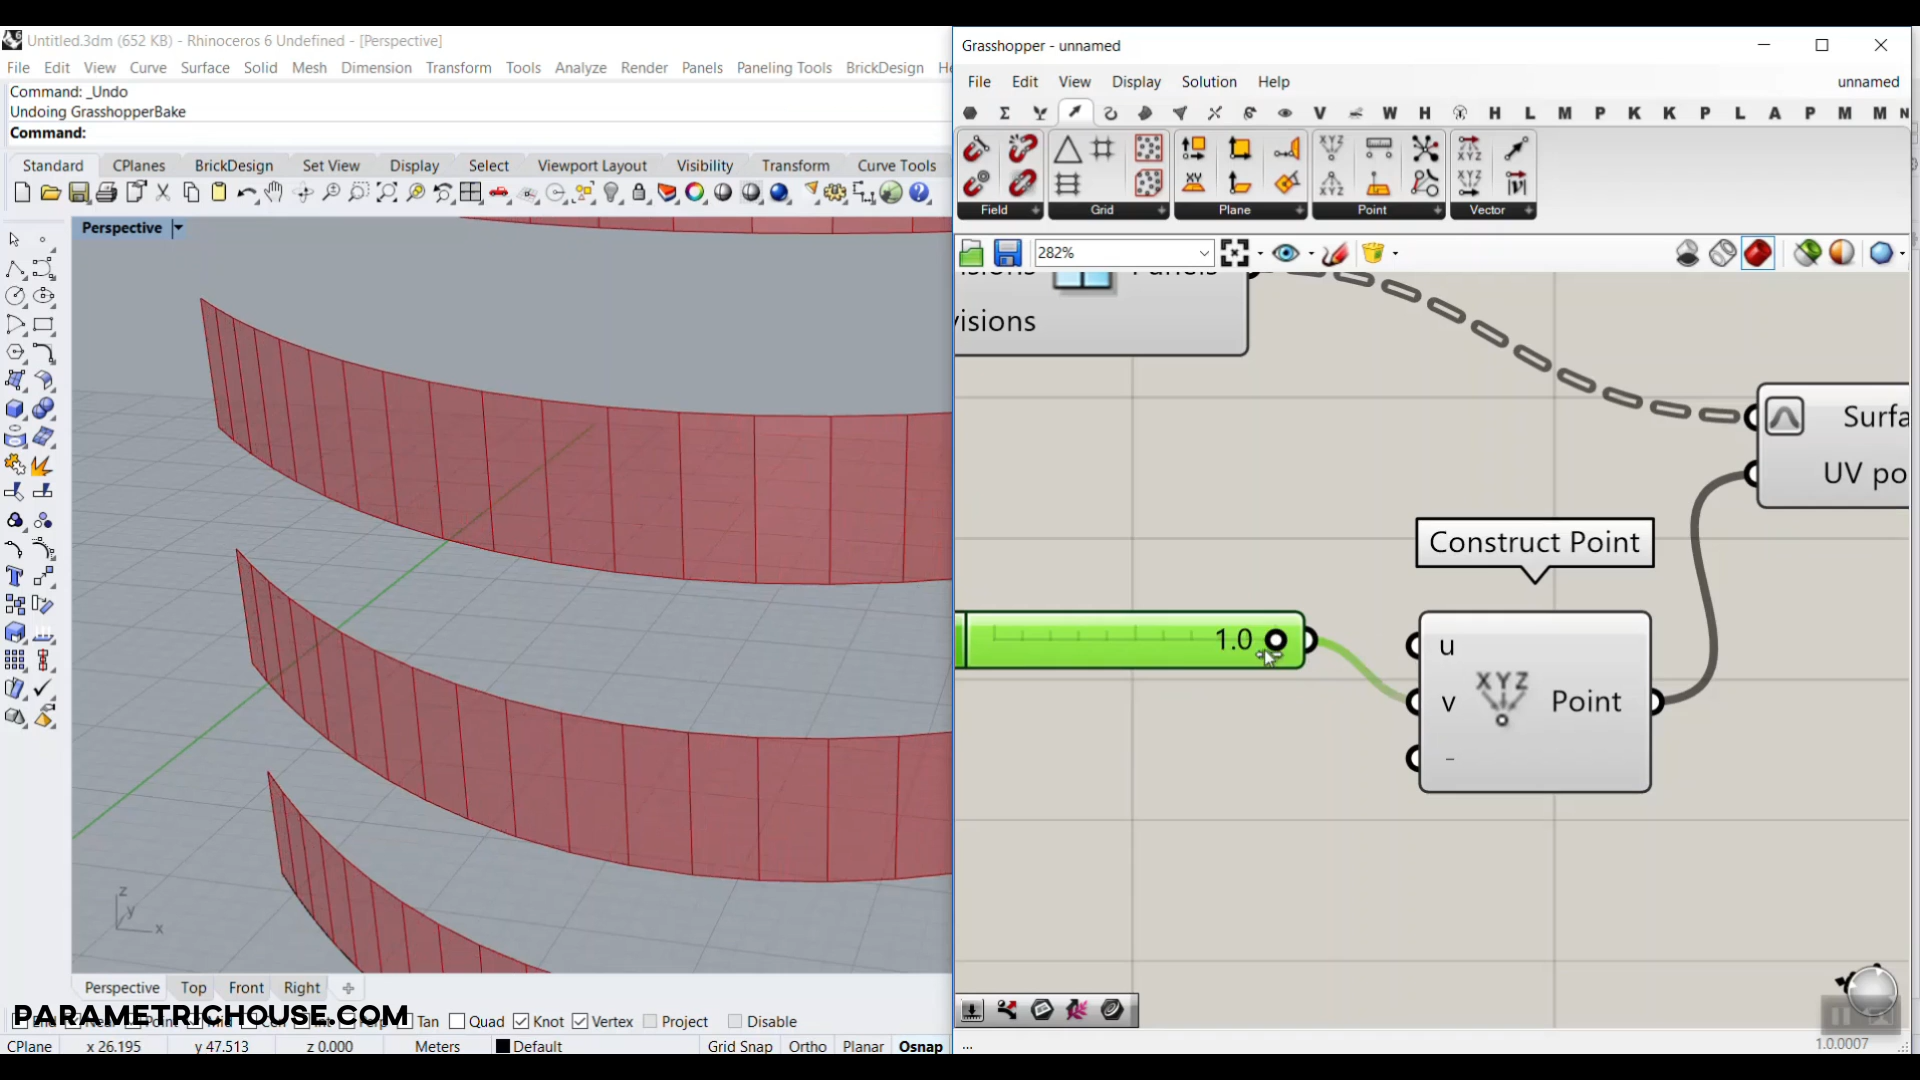 Untitled.3dm (652 KB) - Rhinoceros 6 Undefined - [Perspective]
File Edit View Curve Surface Solid Mesh Dimension Transform Tools Analyze Render Panels Paneling Tools BrickDesign He
Command: _Undo
Undoing GrasshopperBake
Command:
Standard CPlanes BrickDesign Set View Display Select Viewport Layout Visibility Transform Curve Tools
Perspective
z
y
x
Perspective Top Front Right
PARAMETRICHOUSE.COM
Tan Quad Knot Vertex Project Disable
CPlane x 26.195 y 47.513 z 0.000 Meters Default Grid Snap Ortho Planar Osnap
Grasshopper - unnamed
File Edit View Display Solution Help unnamed
V W H H L M P K K P L A P M M N
Field Grid Plane Point Vector
282%
Panels
visions
Surfa
UV po
Construct Point
1.0
u
v
-
XYZ
Point
...
1.0.0007